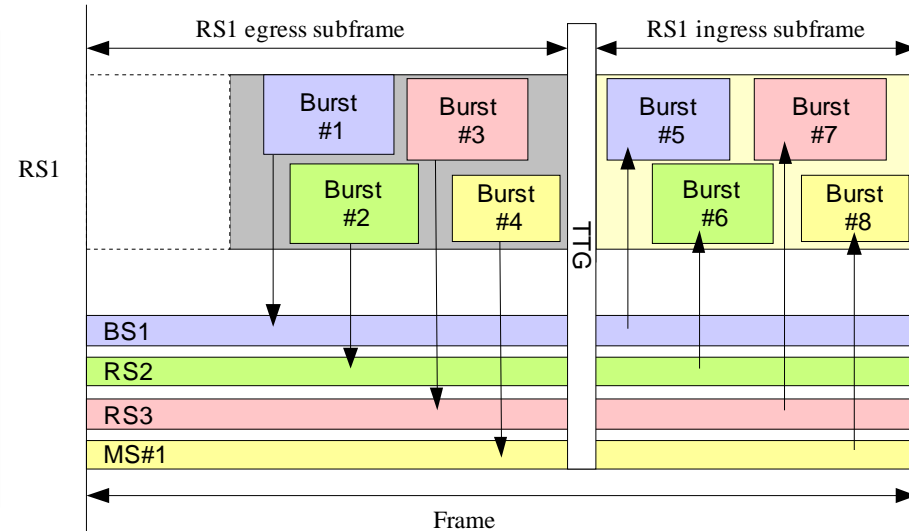 RS1 egress subframe
RS1 ingress subframe
Burst
#1
Burst
#3
Burst
#5
Burst
#7
RS1
Burst
#2
Burst
#4
Burst
#6
Burst
#8
TTG
BS1
RS2
RS3
MS#1
Frame